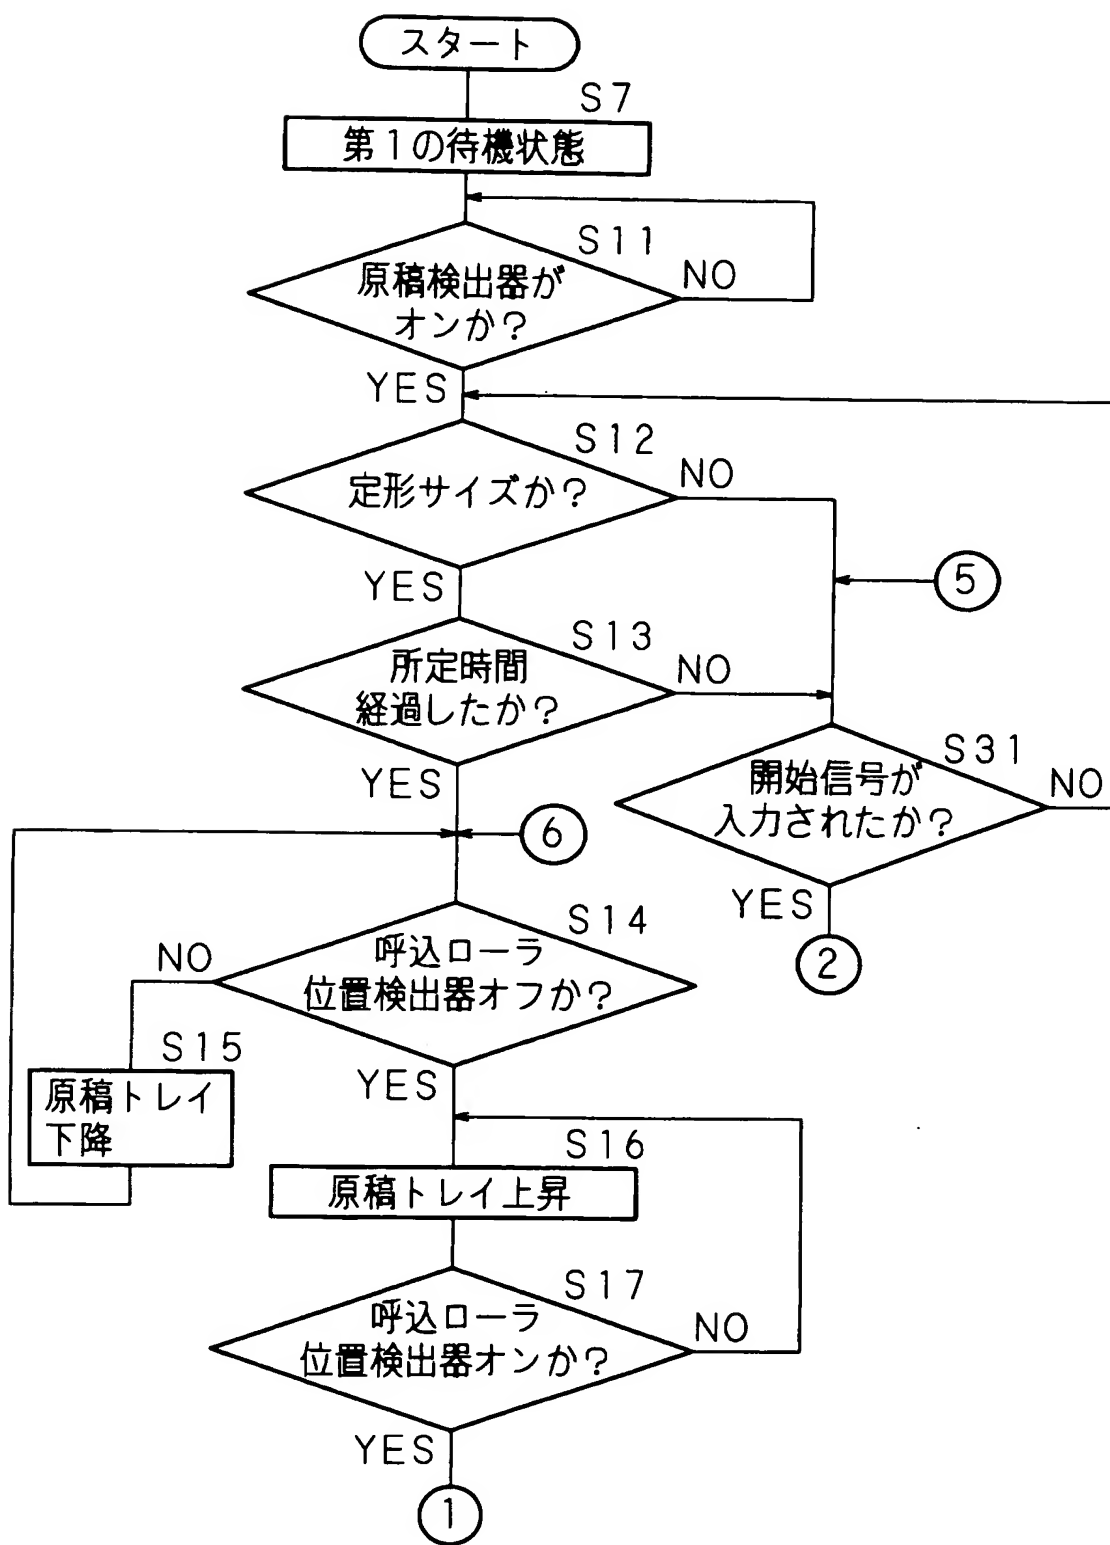 スタート
S7
第1の待機状態
S11
原稿検出器が
オンか?
NO
YES
S12
定形サイズか?
NO
YES
5
S13
所定時間
経過したか?
NO
YES
S31
開始信号が
入力されたか?
NO
YES
2
6
S14
呼込ローラ
位置検出器オフか?
NO
YES
S15
原稿トレイ
下降
S16
原稿トレイ上昇
S17
呼込ローラ
位置検出器オンか?
NO
YES
1